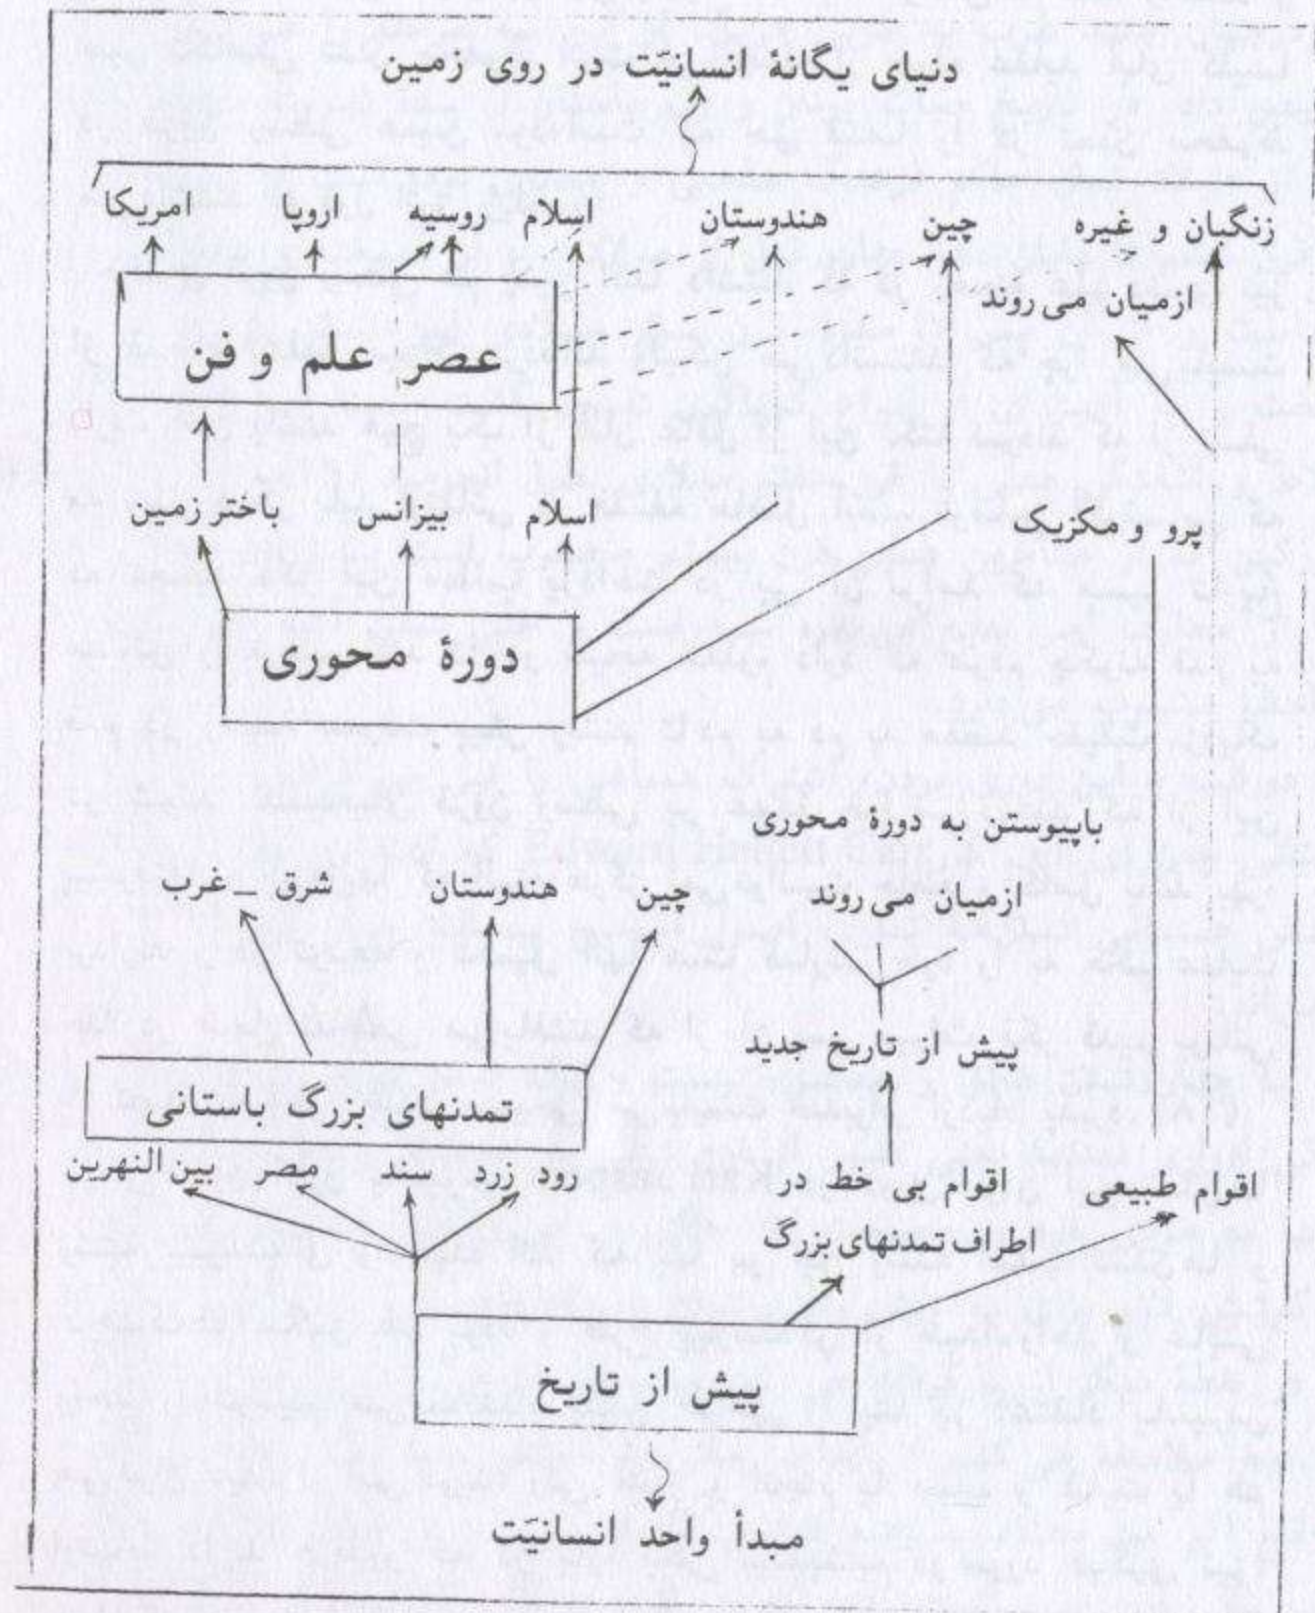 دنیای یگانهٔ انسانیّت در روی زمین
زنگیان و غیره چین هندوستان اسلام روسیه اروپا امریکا
ازمیان می روند
عصر علم و فن
پرو و مکزیک اسلام بیزانس باختر زمین
دورهٔ محوری
باپیوستن به دورهٔ محوری
ازمیان می روند چین هندوستان شرق _ غرب
پیش از تاریخ جدید
تمدنهای بزرگ باستانی
اقوام طبیعی اقوام بی خط در رود زرد سند مصر بین النهرین
اطراف تمدنهای بزرگ
پیش از تاریخ
مبدأ واحد انسانیّت